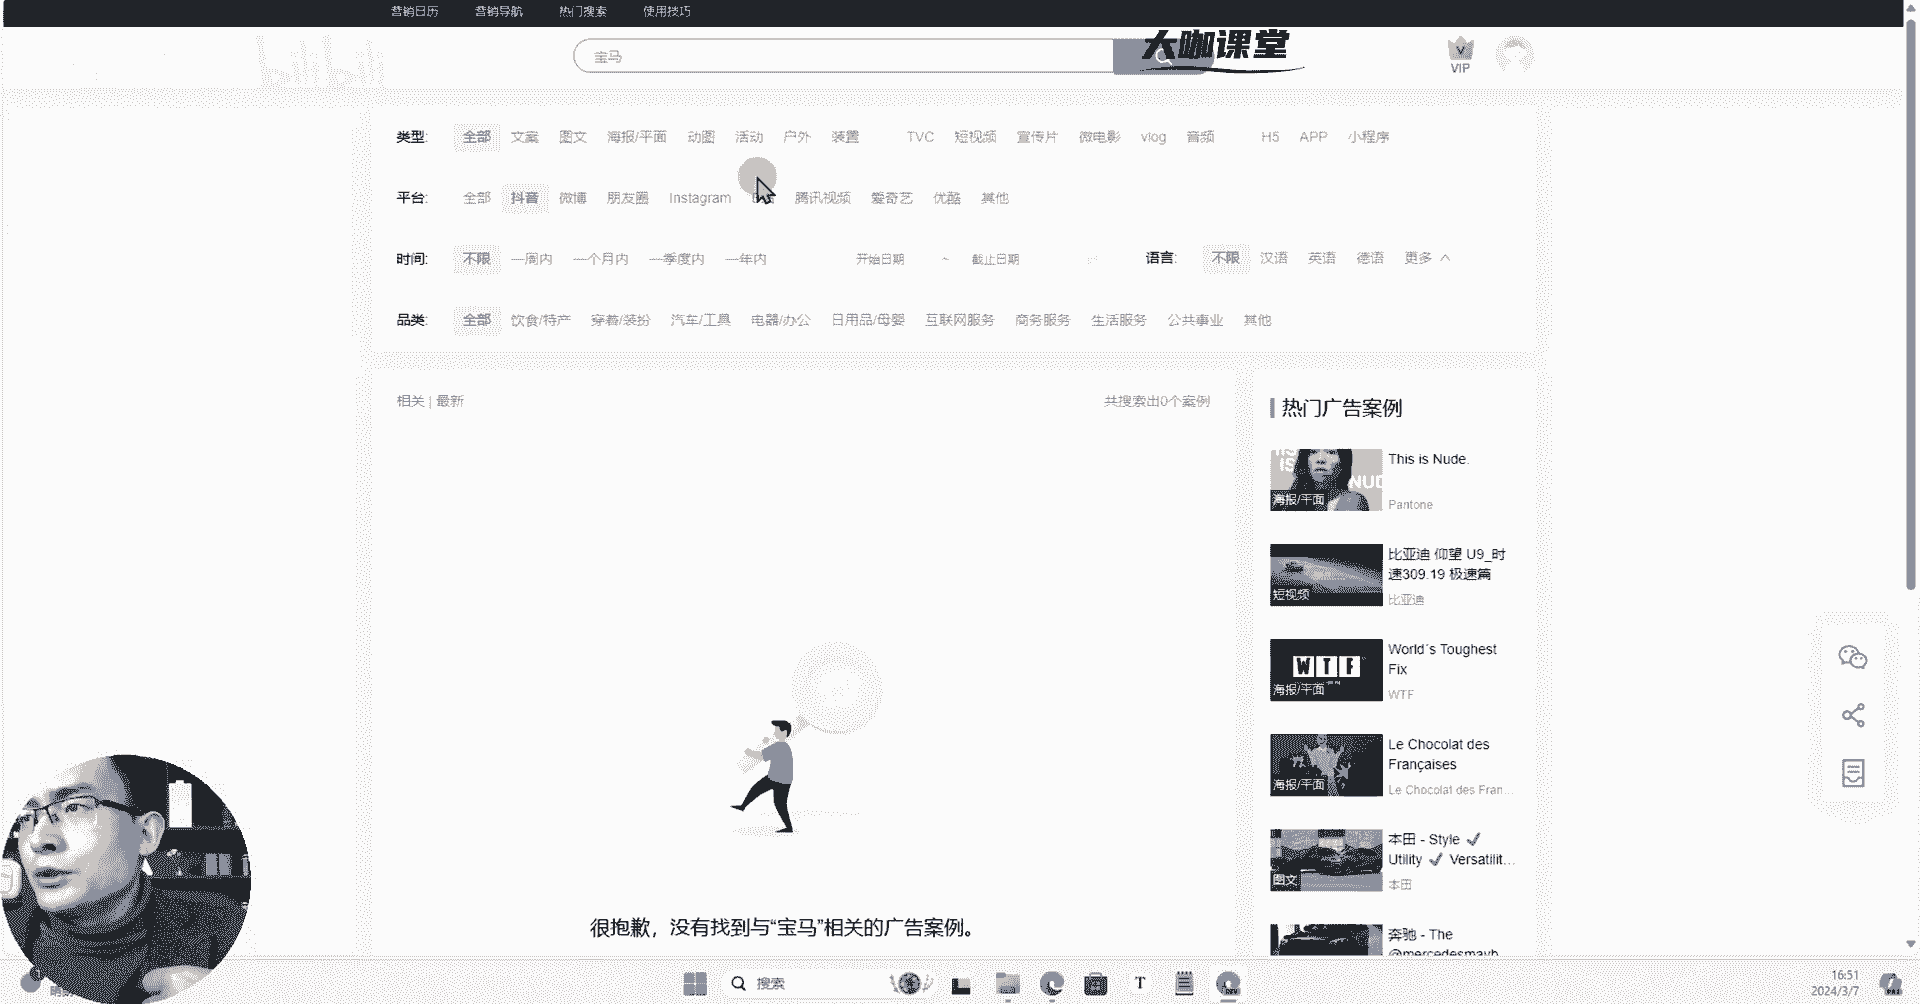 营销日历 营销导航 热门搜索 使用技巧
宝马
大咖课堂
VIP
类型: 全部 文案 图文 海报/平面 动图 活动 户外 装置 TVC 短视频 宣传片 微电影 vlog 音频 H5 APP 小程序
平台: 全部 抖音 微博 朋友圈 Instagram 腾讯视频 爱奇艺 优酷 其他
时间: 不限 一周内 一个月内 一季度内 一年内 开始日期 ~ 截止日期 语言: 不限 汉语 英语 德语 更多
品类: 全部 饮食/特产 穿着/装扮 汽车/工具 电器/办公 日用品/母婴 互联网服务 商务服务 生活服务 公共事业 其他
相关 | 最新 共搜索出0个案例
热门广告案例
This is Nude.
海报/平面
Pantone
比亚迪 仰望 U9_时
速309.19 极速篇
短视频
比亚迪
World´s Toughest
Fix
WTF
海报/平面
WTF
Le Chocolat des
Françaises
海报/平面
Le Chocolat des Fran...
本田 - Style ✓
Utility ✓ Versatilit...
图文
本田
奔驰 - The
@mercedesmayb
很抱歉，没有找到与“宝马”相关的广告案例。
搜索
16:51
2024/3/7